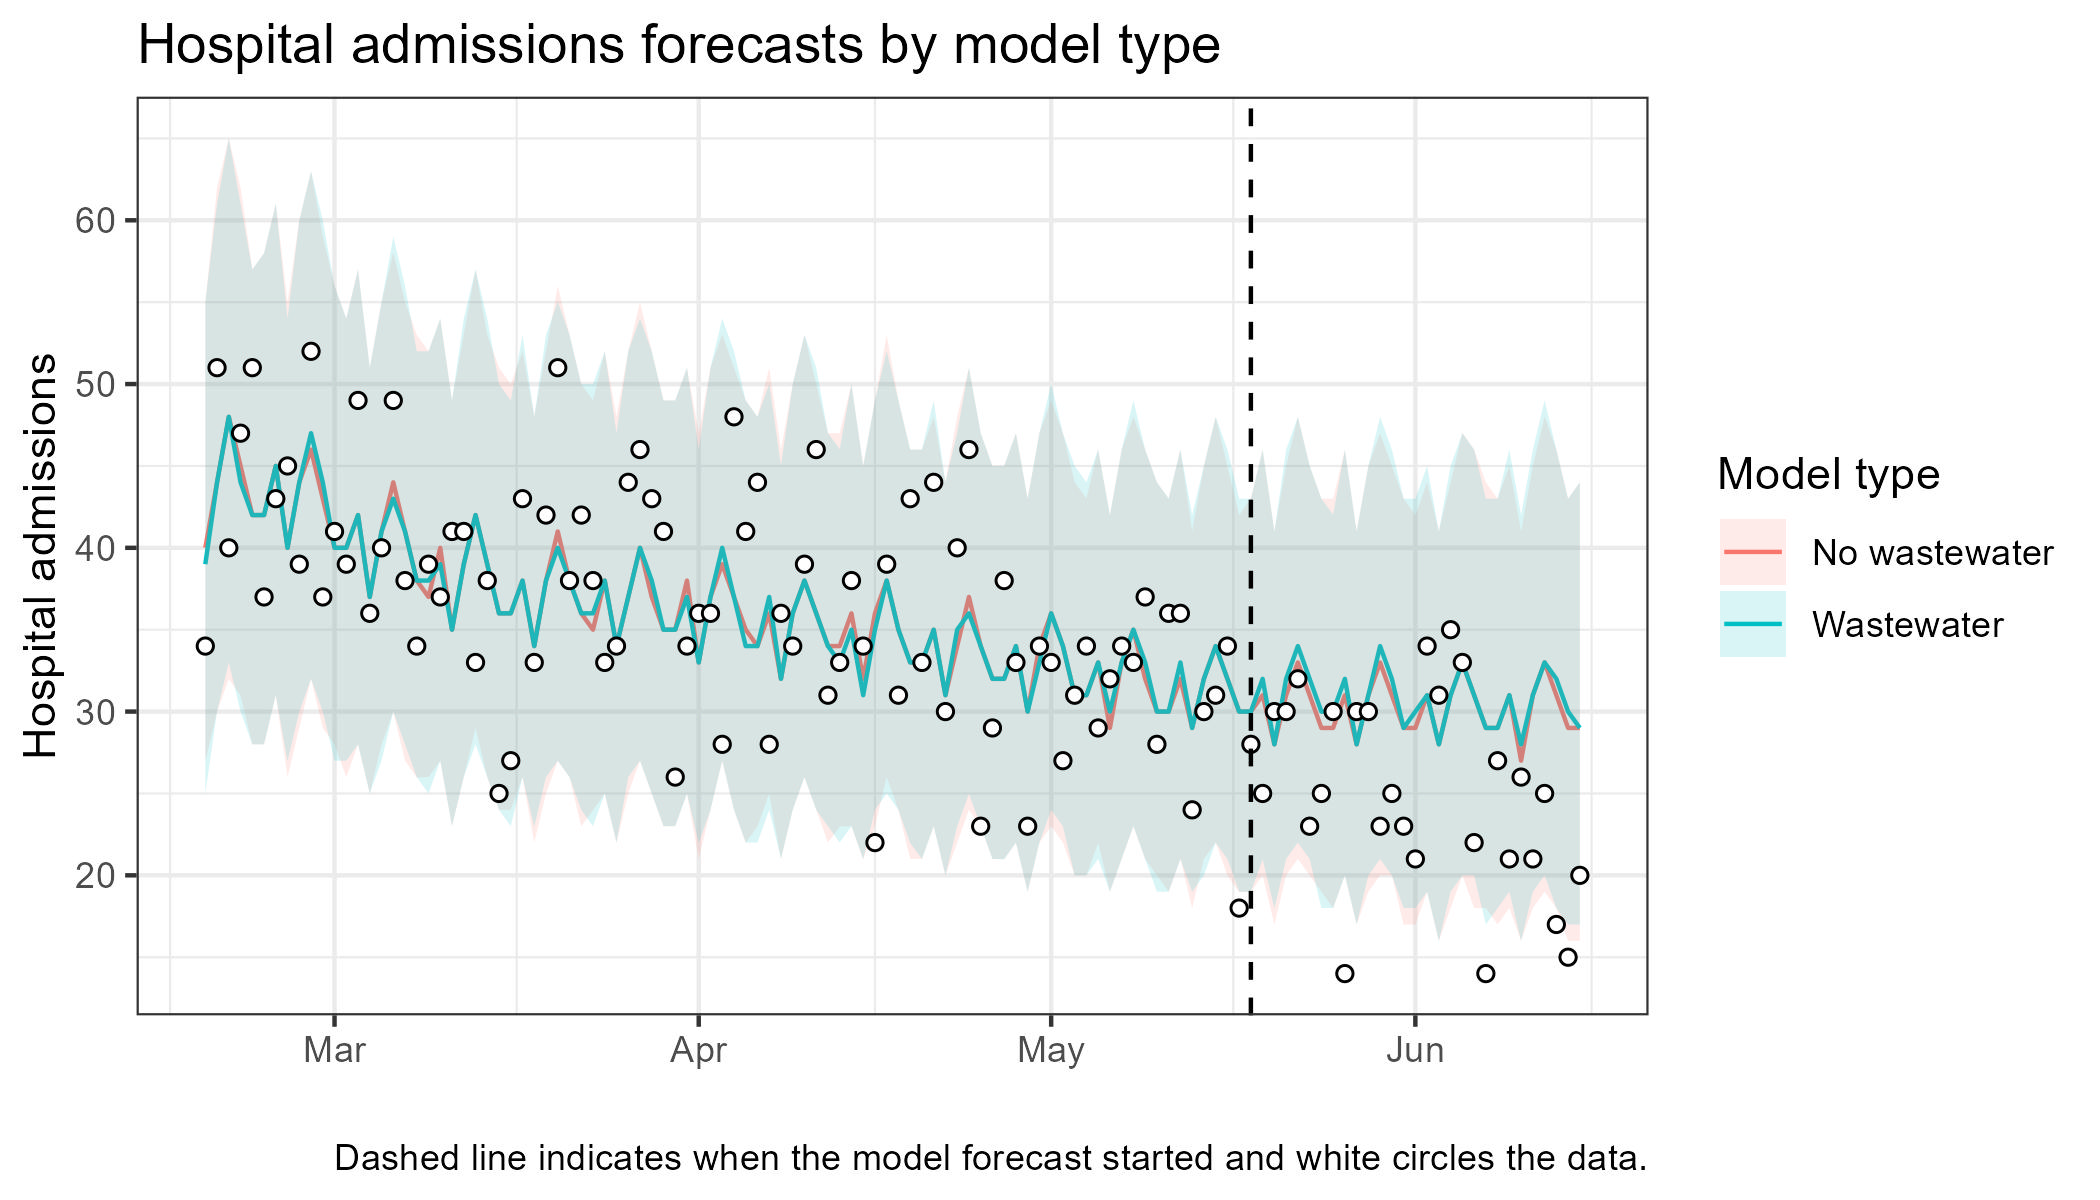 Hospital admissions forecasts by model type
Hospital admissions
60
50
40
30
20
Mar Apr May Jun
Model type
No wastewater
Wastewater
Dashed line indicates when the model forecast started and white circles the data.